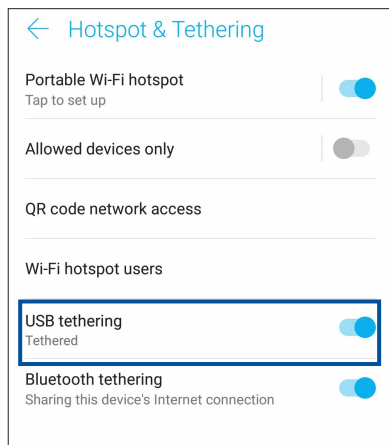 Hotspot & Tethering
Portable Wi-Fi hotspot
Tap to set up
Allowed devices only
QR code network access
Wi-Fi hotspot users
USB tethering
Tethered
Bluetooth tethering
Sharing this device's Internet connection